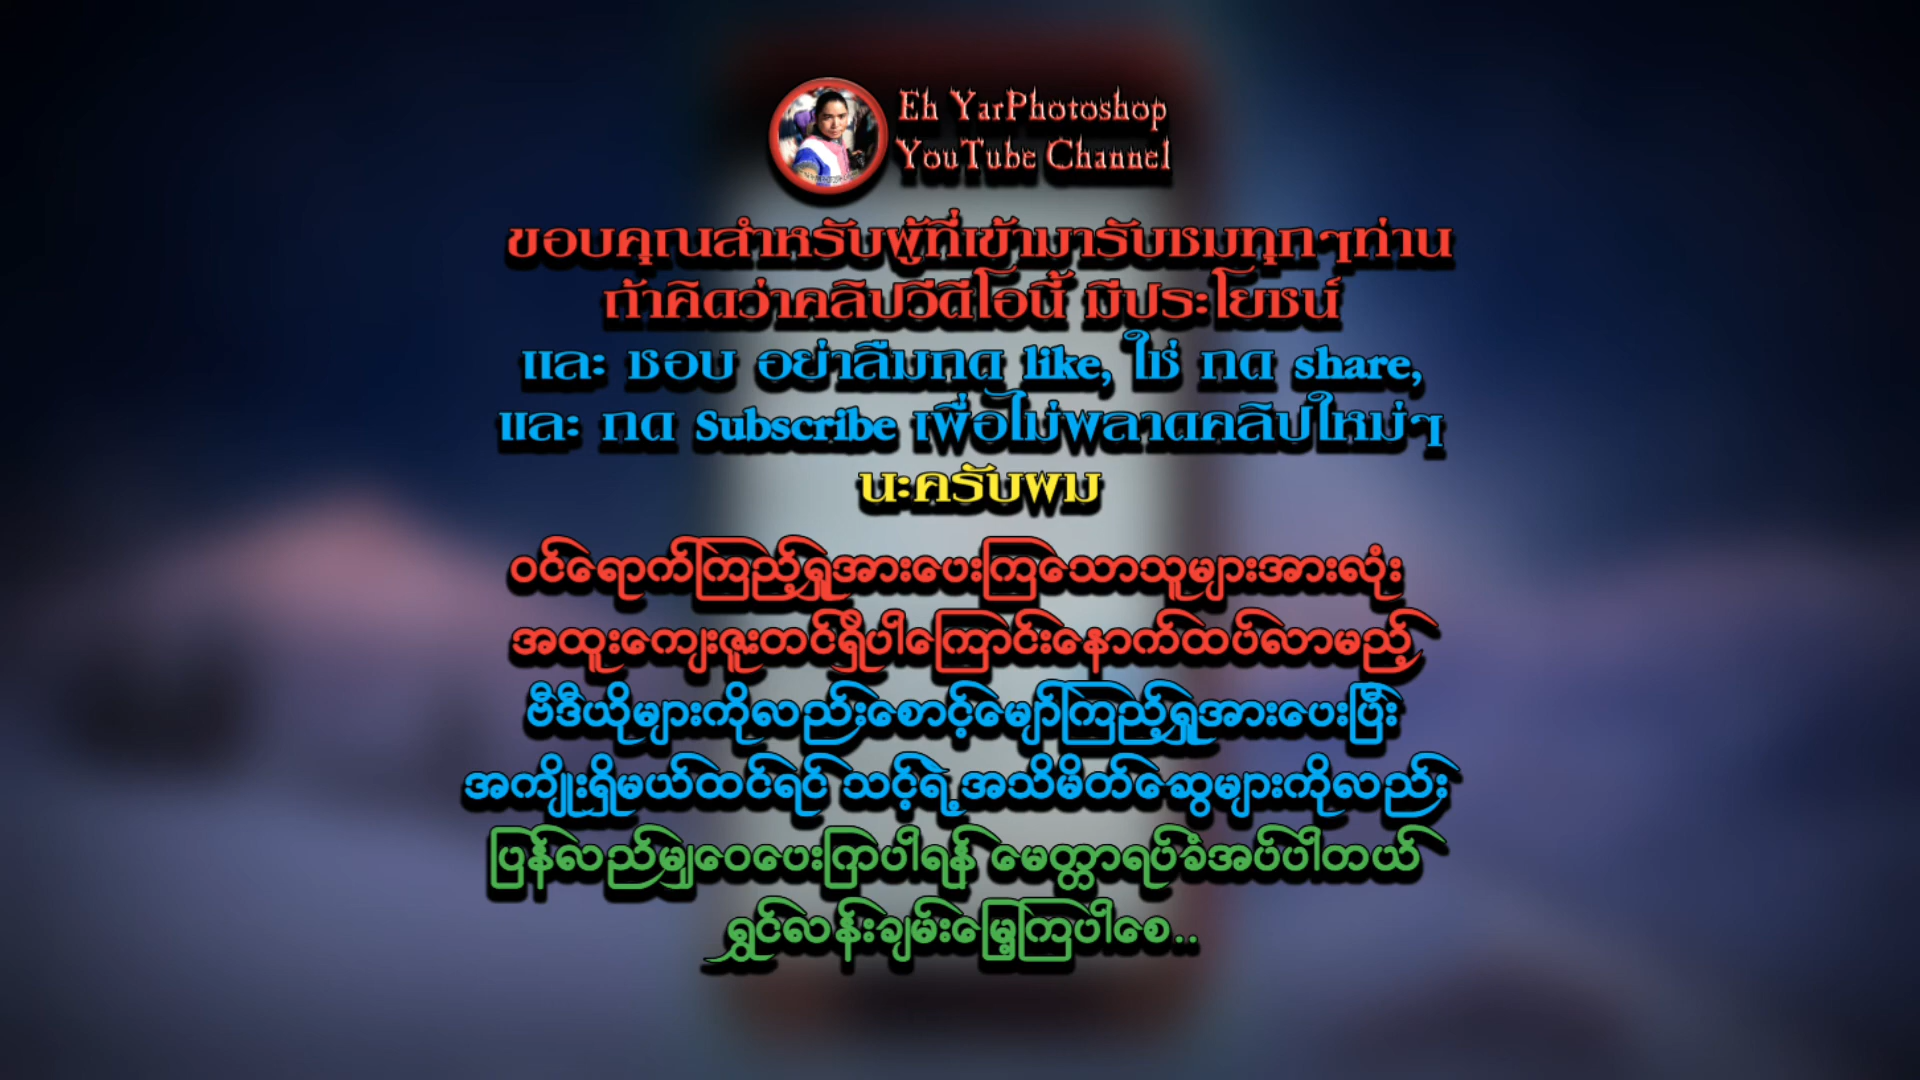 Eh YarPhotoshop
YouTube Channel
ขอบคุณสำหรับผู้ที่เข้ามารับชมทุกๆท่าน
ถ้าคิดว่าคลิปวีดีโอนี้ มีประโยชน์
และ ชอบ อย่าลืมกด like, ใช่ กด share,
และ กด Subscribe เพื่อไม่พลาดคลิปใหม่ๆ
นะครับผม
ဝင်ရောက်ကြည့်ရှုအားပေးကြသောသူများအားလုံး
အထူးကျေးဇူးတင်ရှိပါကြောင်းနောက်ထပ်လာမည့်
ဗီဒီယိုများကိုလည်းစောင့်မျှော်ကြည့်ရှုအားပေးပြီး
အကျိုးရှိမယ်ထင်ရင် သင့်ရဲ့အသိမိတ်ဆွေများကိုလည်း
ပြန်လည်မျှဝေပေးကြပါရန် မေတ္တာရပ်ခံအပ်ပါတယ်
ရွှင်လန်းချမ်းမြေ့ကြပါစေ..